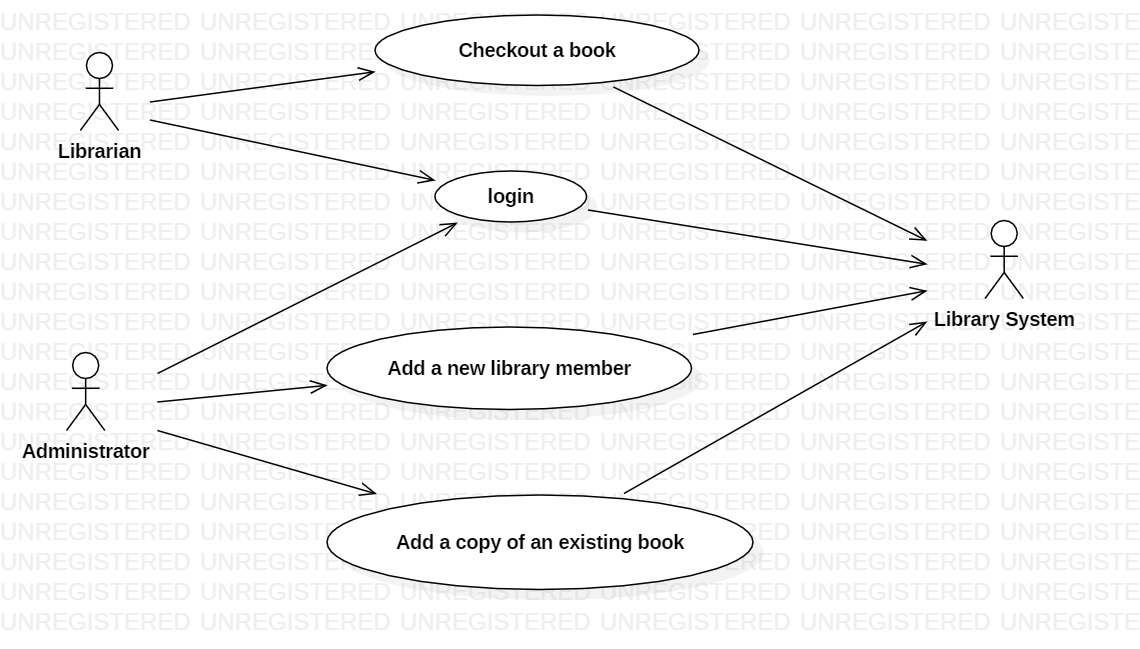 Checkout a book
Librarian
login
Library System
Add a new library member
Administrator
Add a copy of an existing book
UNREGISTERED UNREGISTERED UNREGISTERED UNREGISTERED UNREGISTERED UNREGISTE